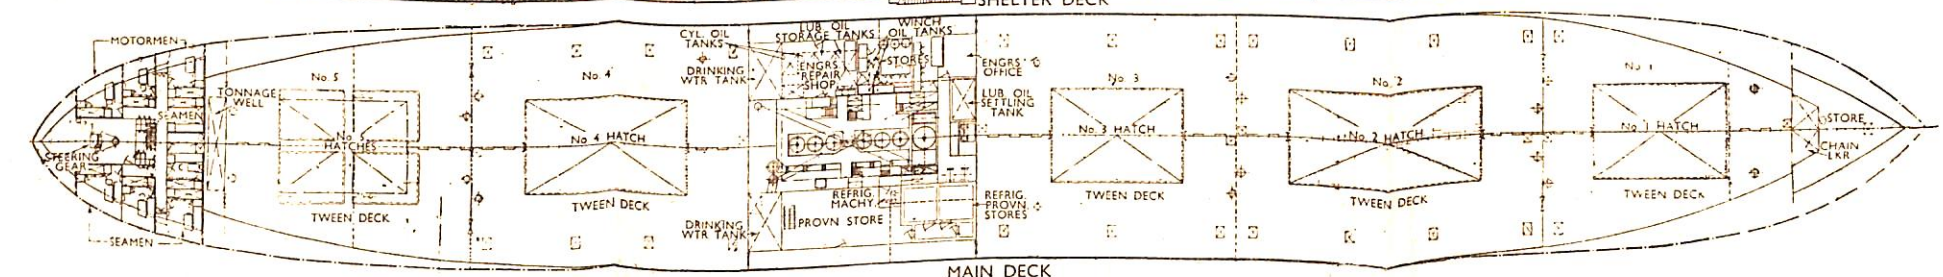 SHELTER DECK
MOTORMEN
SEAMEN
STEERING
GEAR
SEAMEN
TONNAGE
WELL
No. 5
No. 5
HATCHES
TWEEN DECK
No. 4
No 4 HATCH
TWEEN DECK
CYL. OIL
TANKS
DRINKING
WTR TANK
DRINKING
WTR TANK
LUB. OIL
STORAGE TANKS
WINCH
OIL TANKS
ENGRS
REPAIR
SHOP
STORES
ENGRS'
OFFICE
LUB. OIL
SETTLING
TANK
REFRIG.
MACHY.
PROVN STORE
REFRIG.
PROVN.
STORES
No. 3
No. 3 HATCH
TWEEN DECK
No. 2
No. 2 HATCH
TWEEN DECK
No. 1
No 1 HATCH
TWEEN DECK
STORE
CHAIN
LKR
MAIN DECK